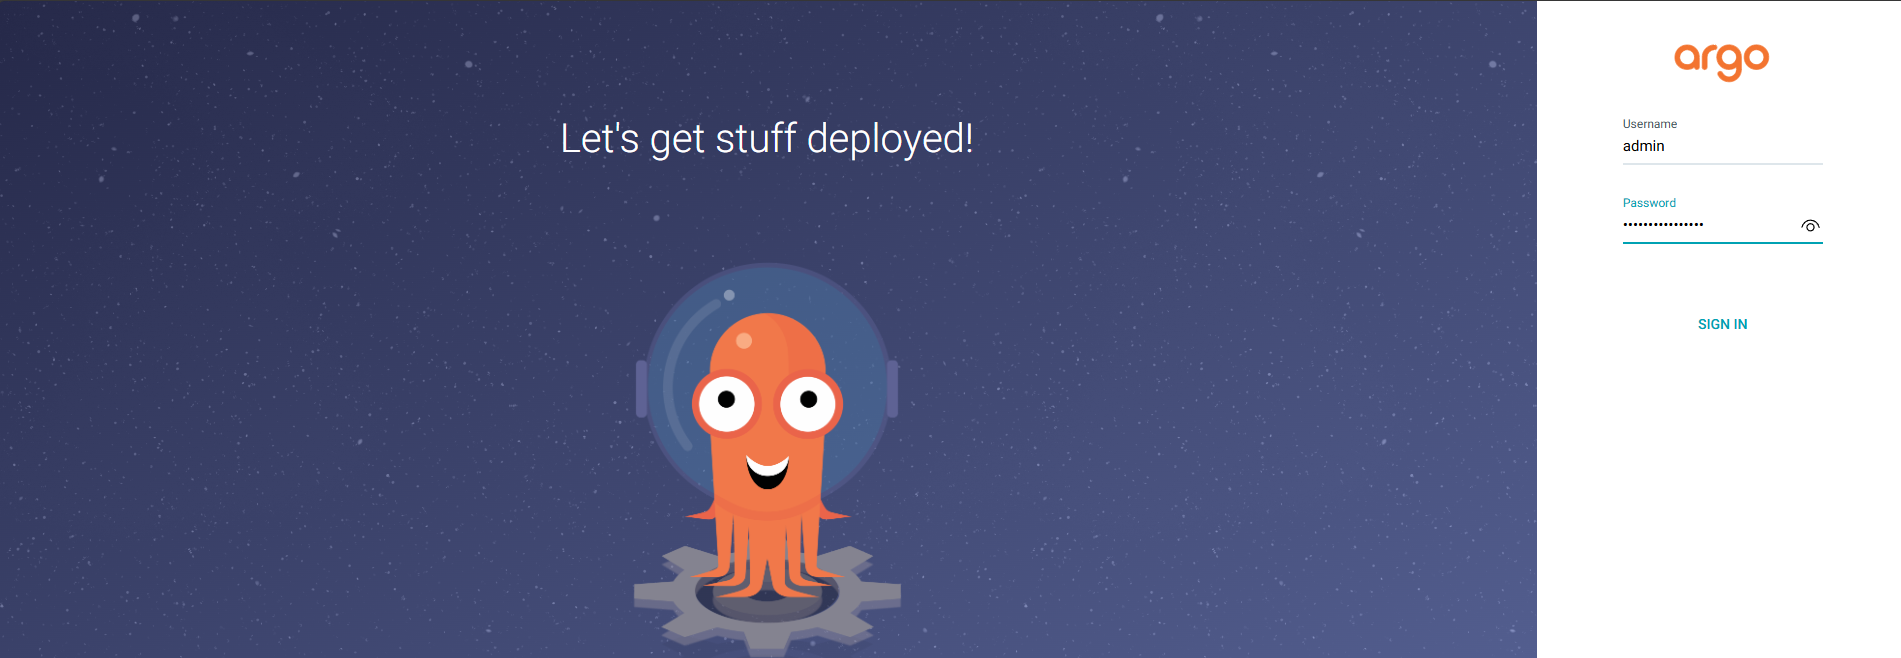 Let's get stuff deployed!
argo
Username
admin
Password
••••••••••••••••
SIGN IN